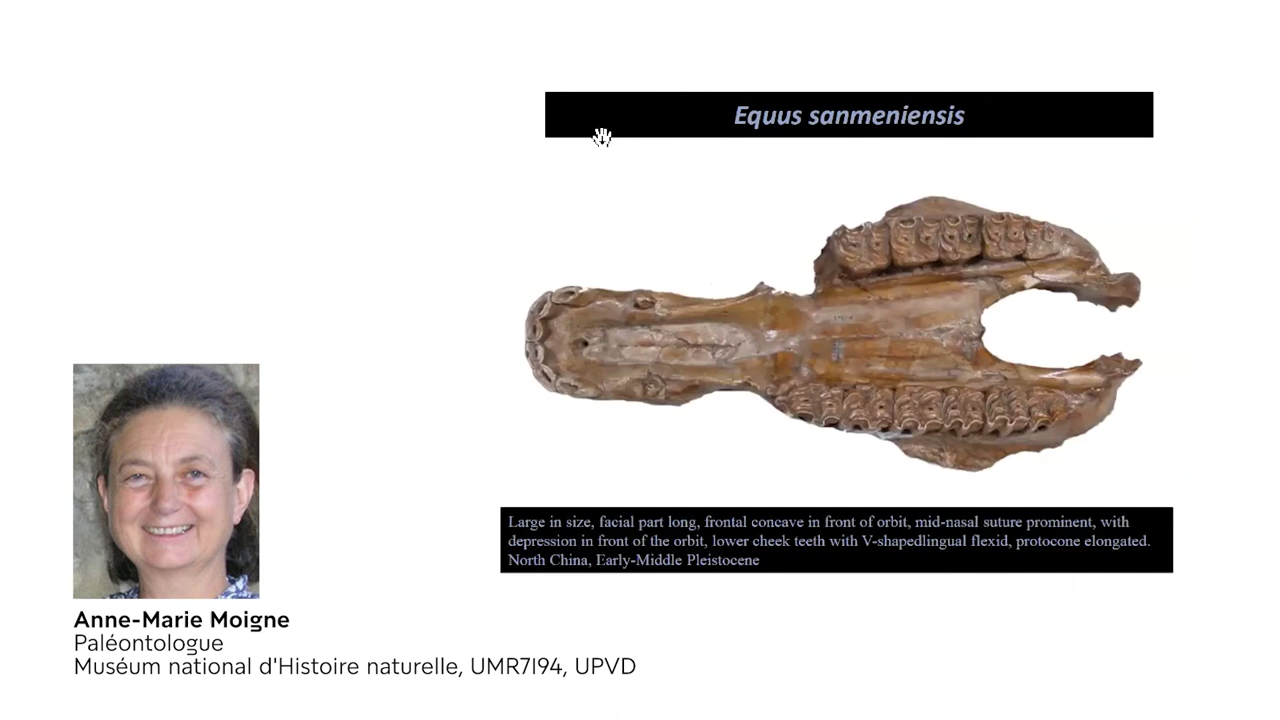 Equus sanmeniensis
Large in size, facial part long, frontal concave in front of orbit, mid-nasal suture prominent, with
depression in front of the orbit, lower cheek teeth with V-shapedlingual flexid, protocone elongated.
North China, Early-Middle Pleistocene
Anne-Marie Moigne
Paléontologue
Muséum national d'Histoire naturelle, UMR7194, UPVD